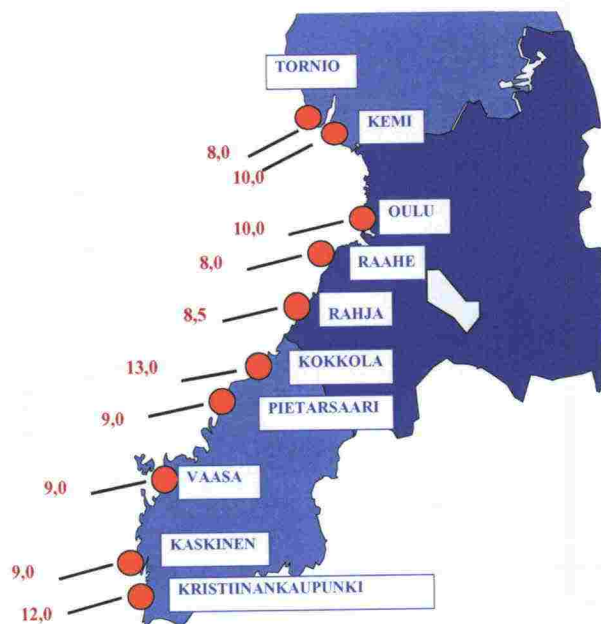 TORNIO
8,0
KEMI
10,0
OULU
10,0
RAAHE
8,0
RAHJA
8,5
KOKKOLA
13,0
PIETARSAARI
9,0
VAASA
9,0
KASKINEN
9,0
KRISTIINANKAUPUNKI
12,0